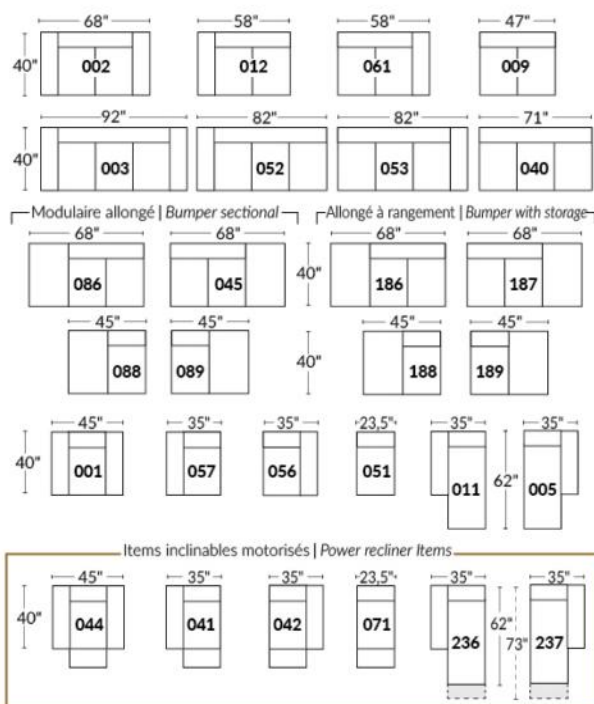 68" 58" 58" 47"
40" 002 012 061 009
92" 82" 82" 71"
40" 003 052 053 040
Modulaire allongé | Bumper sectional Allongé à rangement | Bumper with storage
68" 68" 68" 68"
086 045 40" 186 187
45" 45" 45" 45"
088 089 40" 188 189
45" 35" 35" 23,5" 35" 35"
40" 001 057 056 051 011 62" 005
Items inclinables motorisés | Power recliner Items
45" 35" 35" 23,5" 35" 35"
40" 044 041 042 071 236 62" 73" 237